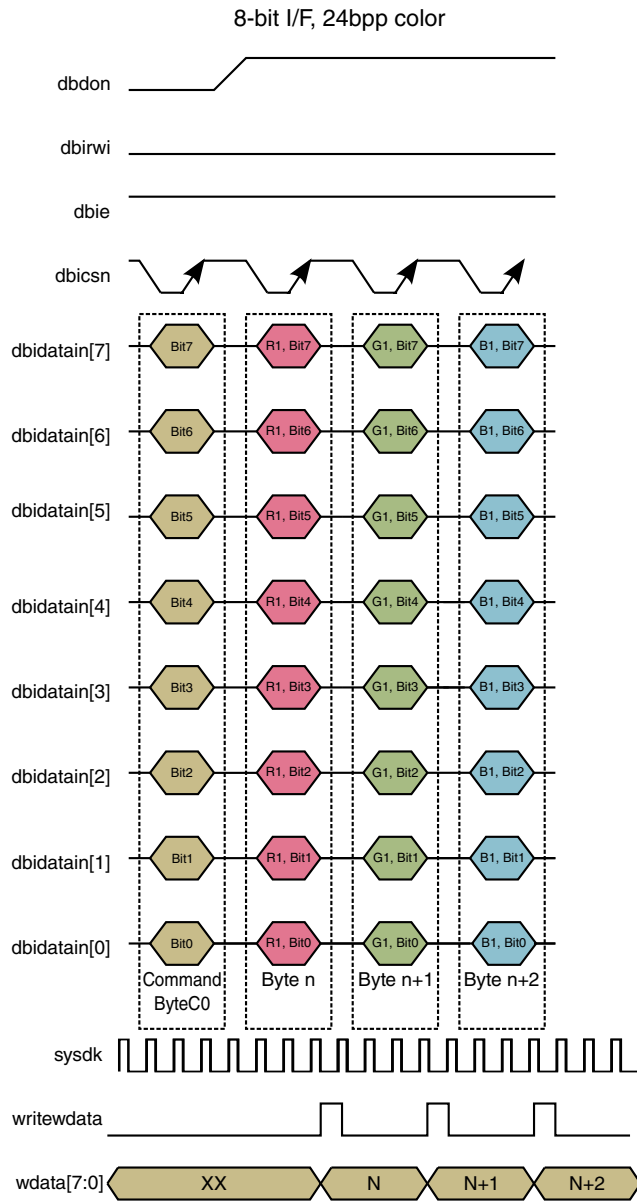 8-bit I/F, 24bpp color
dbdon
dbirwi
dbie
dbicsn
dbidatain[7] Bit7 R1, Bit7 G1, Bit7 B1, Bit7
dbidatain[6] Bit6 R1, Bit6 G1, Bit6 B1, Bit6
dbidatain[5] Bit5 R1, Bit5 G1, Bit5 B1, Bit5
dbidatain[4] Bit4 R1, Bit4 G1, Bit4 B1, Bit4
dbidatain[3] Bit3 R1, Bit3 G1, Bit3 B1, Bit3
dbidatain[2] Bit2 R1, Bit2 G1, Bit2 B1, Bit2
dbidatain[1] Bit1 R1, Bit1 G1, Bit1 B1, Bit1
dbidatain[0] Bit0 R1, Bit0 G1, Bit0 B1, Bit0
Command Byte n Byte n+1 Byte n+2
ByteC0
sysdk
writewdata
wdata[7:0] XX N N+1 N+2